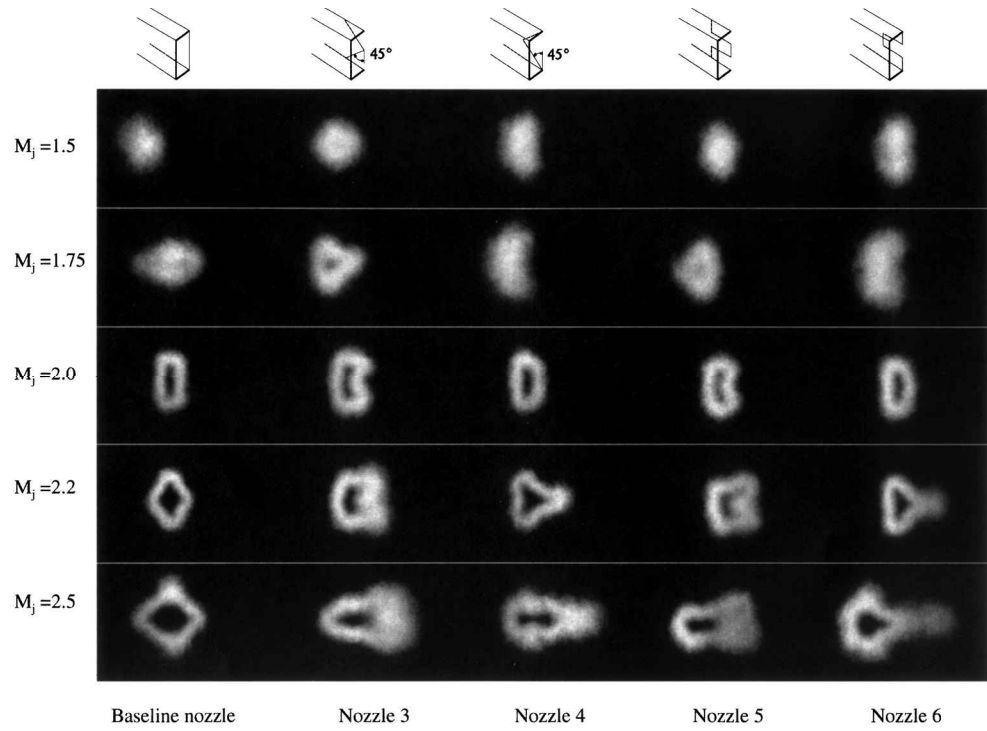 45°
45°
M_j =1.5
M_j =1.75
M_j =2.0
M_j =2.2
M_j =2.5
Baseline nozzle
Nozzle 3
Nozzle 4
Nozzle 5
Nozzle 6